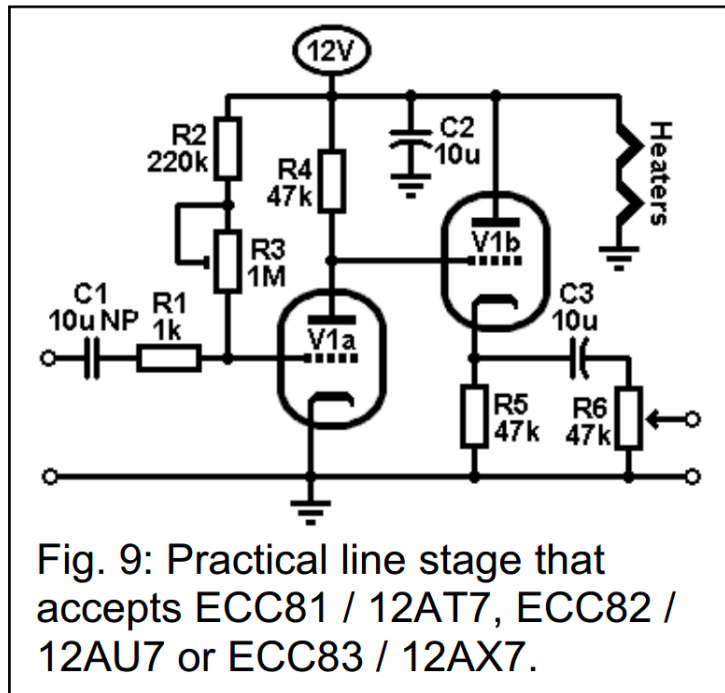 12V
R2
220k
R4
47k
C2
10u
Heaters
R3
1M
V1b
C1
10u NP
R1
1k
V1a
C3
10u
R5
47k
R6
47k
Fig. 9: Practical line stage that
accepts ECC81 / 12AT7, ECC82 /
12AU7 or ECC83 / 12AX7.